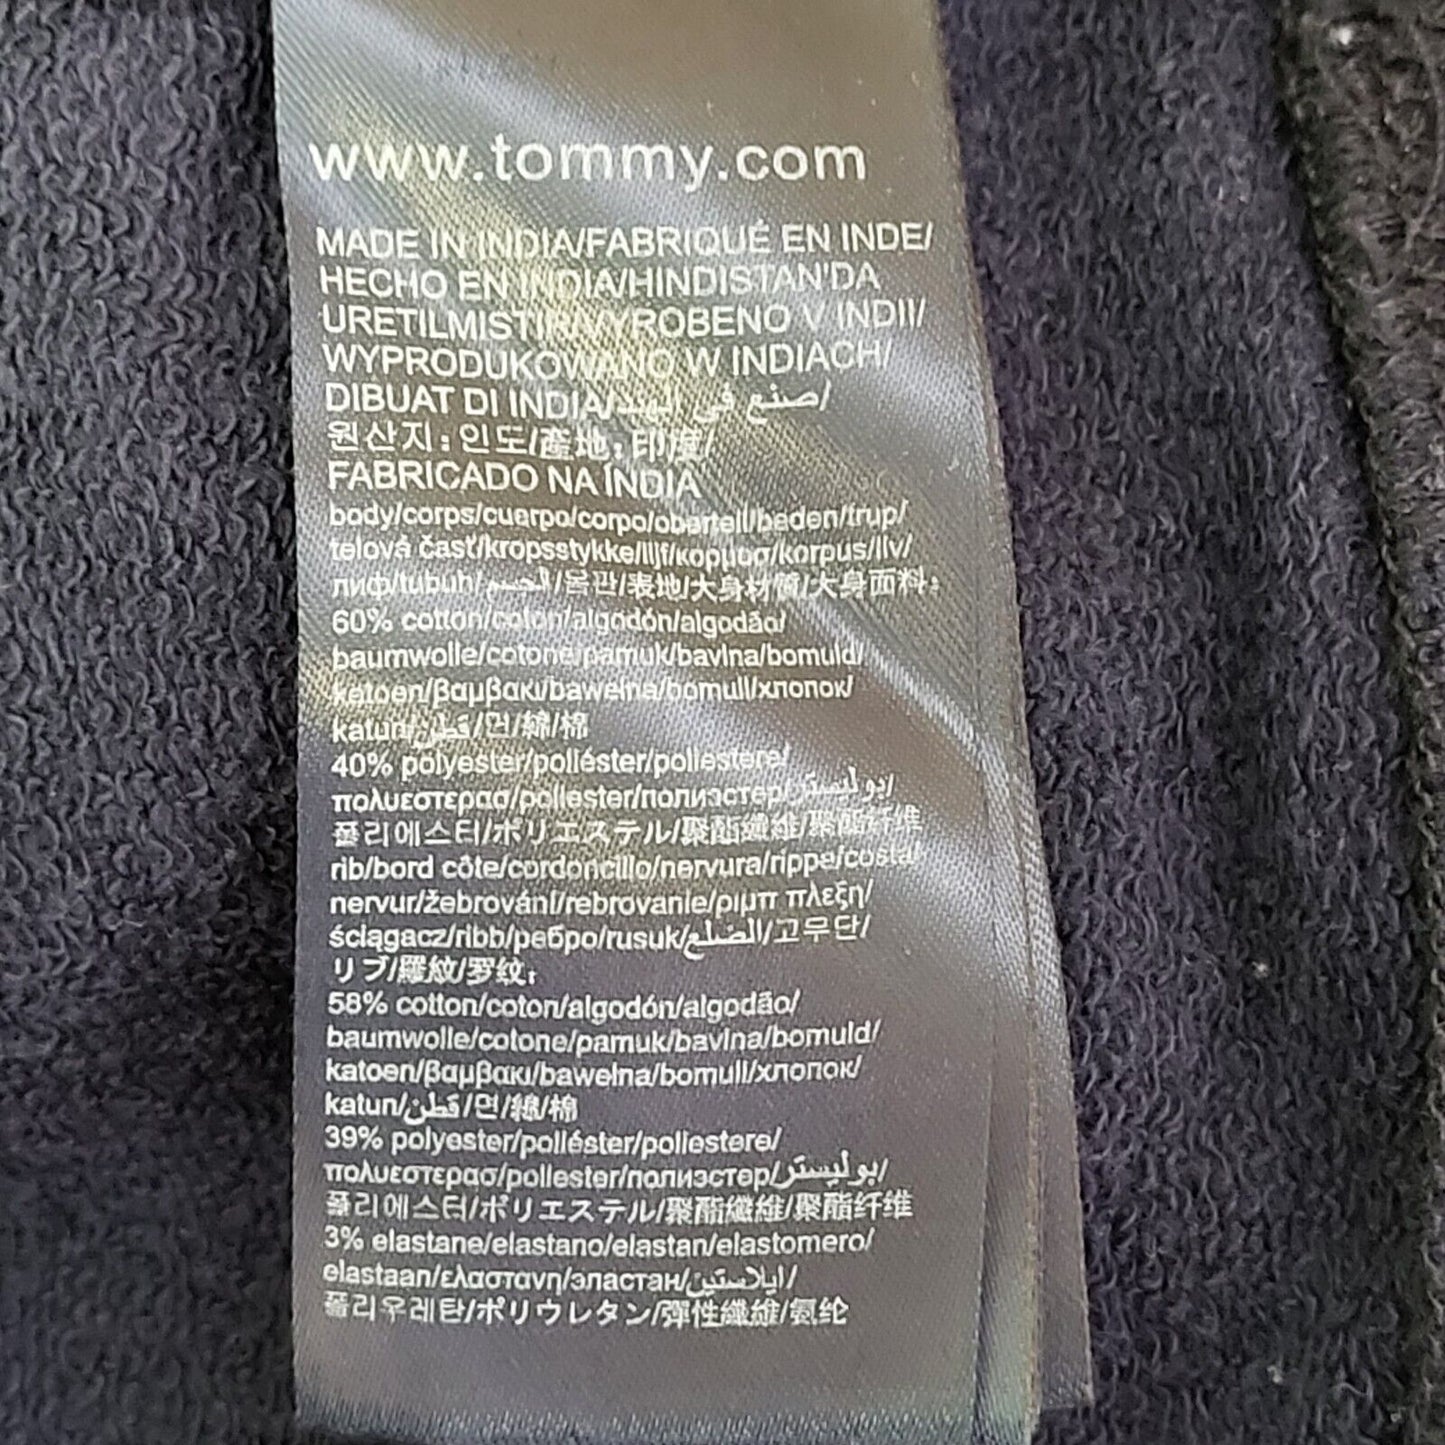 www.tommy.com
MADE IN INDIA/FABRIQUÉ EN INDE/
HECHO EN INDIA/HINDISTAN'DA
URETILMISTIR/VYROBENO V INDII/
WYPRODUKOWANO W INDIACH/
DIBUAT DI INDIA/صنع في الهند/
원산지:인도/產地:印度/
FABRICADO NA ÍNDIA
body/corps/cuerpo/corpo/oberteil/beden/trup/
telová časť/kropsstykke/lijf/κορμοσ/korpus/liv/
лиф/tubuh/الجسم/몸판/表地/大身材質/大身面料:
60% cotton/coton/algodón/algodão/
baumwolle/cotone/pamuk/bavlna/bomuld/
katoen/βαμβακι/bawełna/bomull/хлопок/
katun/قطن/면/綿/棉
40% polyester/poliéster/poliestere/
πολυεστερασ/poliester/полиэстер/بوليستر/
폴리에스터/ポリエステル/聚酯纖維/聚酯纤维
rib/bord côte/cordoncillo/nervura/rippe/costa/
nervur/žebrování/rebrovanie/ριμπ πλεξη/
ściągacz/ribb/ребро/rusuk/الضلع/고무단/
リブ/羅紋/罗纹:
58% cotton/coton/algodón/algodão/
baumwolle/cotone/pamuk/bavlna/bomuld/
katoen/βαμβακι/bawełna/bomull/хлопок/
katun/قطن/면/綿/棉
39% polyester/poliéster/poliestere/
πολυεστερασ/poliester/полиэстер/بوليستر/
폴리에스터/ポリエステル/聚酯纖維/聚酯纤维
3% elastane/elastano/elastan/elastomero/
elastaan/ελαστανη/эластан/ايلاستين/
폴리우레탄/ポリウレタン/彈性纖維/氨纶